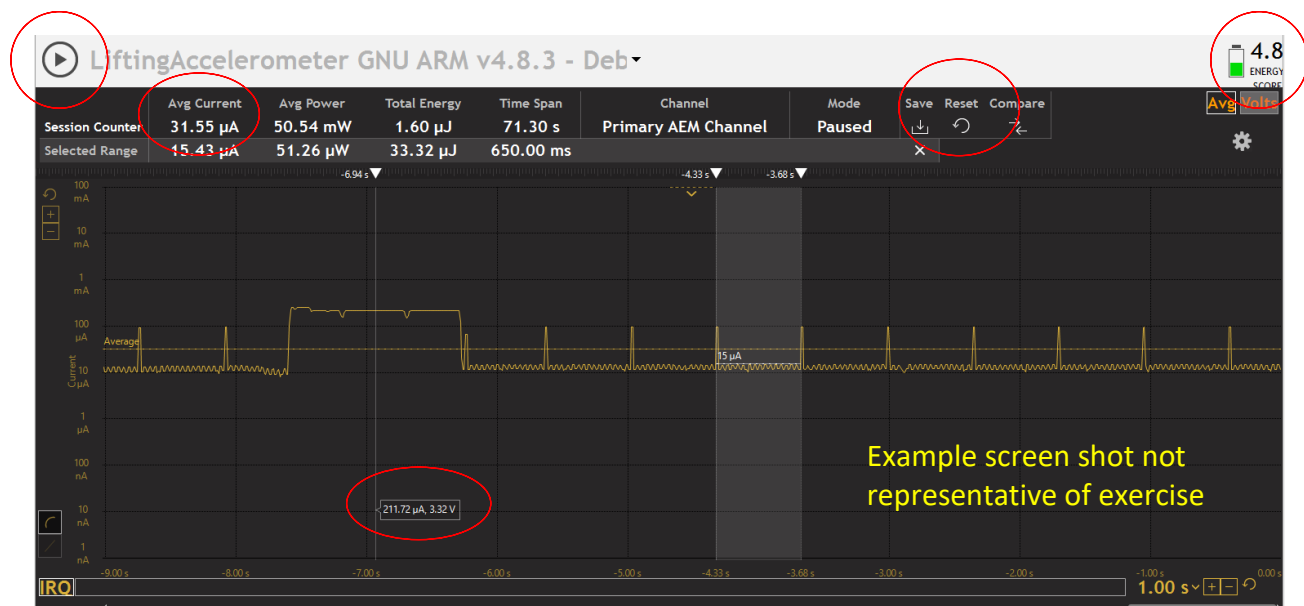 LiftingAccelerometer GNU ARM v4.8.3 - Deb
4.8
ENERGY
SCORE
Avg Current Avg Power Total Energy Time Span Channel Mode Save Reset Compare
Avg Volts
Session Counter 31.55 µA 50.54 mW 1.60 µJ 71.30 s Primary AEM Channel Paused
Selected Range 15.43 µA 51.26 µW 33.32 µJ 650.00 ms
-6.94 s -4.33 s -3.68 s
100
mA
10
mA
1
mA
100
µA
Average
15 µA
10
µA
Current
1
µA
100
nA
Example screen shot not
representative of exercise
10
nA
211.72 µA, 3.32 V
1
nA
-9.00 s -8.00 s -7.00 s -6.00 s -5.00 s -4.33 s -3.68 s -3.00 s -2.00 s -1.00 s 0.00 s
IRQ 1.00 s